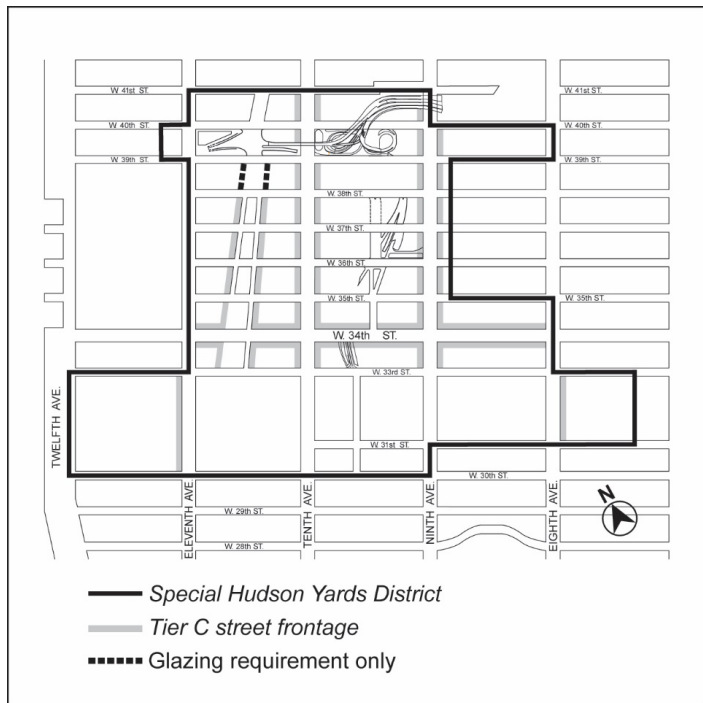 W. 41st ST.
W. 41st ST.
W. 40th ST.
W. 40th ST.
W. 39th ST.
W. 39th ST.
W. 38th ST.
W. 37th ST.
W. 36th ST.
W. 35th ST.
W. 35th ST.
W. 34th ST.
W. 33rd ST.
TWELFTH AVE.
W. 31st ST.
W. 30th ST.
ELEVENTH AVE.
TENTH AVE.
NINTH AVE.
EIGHTH AVE.
N
W. 29th ST.
W. 28th ST.
Special Hudson Yards District
Tier C street frontage
Glazing requirement only